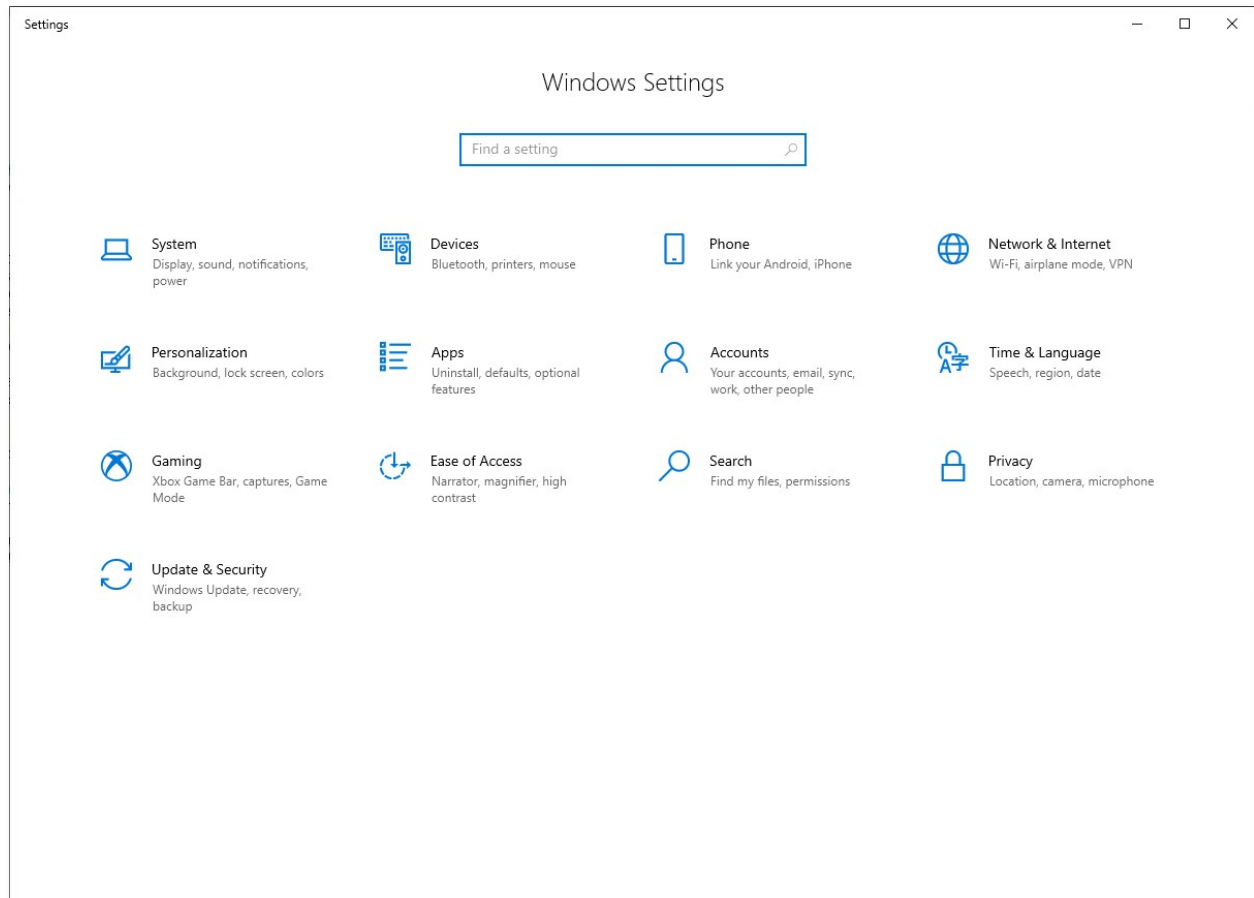 Settings
Windows Settings
Find a setting
System
Display, sound, notifications,
power
Devices
Bluetooth, printers, mouse
Phone
Link your Android, iPhone
Network & Internet
Wi-Fi, airplane mode, VPN
Personalization
Background, lock screen, colors
Apps
Uninstall, defaults, optional
features
Accounts
Your accounts, email, sync,
work, other people
Time & Language
Speech, region, date
Gaming
Xbox Game Bar, captures, Game
Mode
Ease of Access
Narrator, magnifier, high
contrast
Search
Find my files, permissions
Privacy
Location, camera, microphone
Update & Security
Windows Update, recovery,
backup